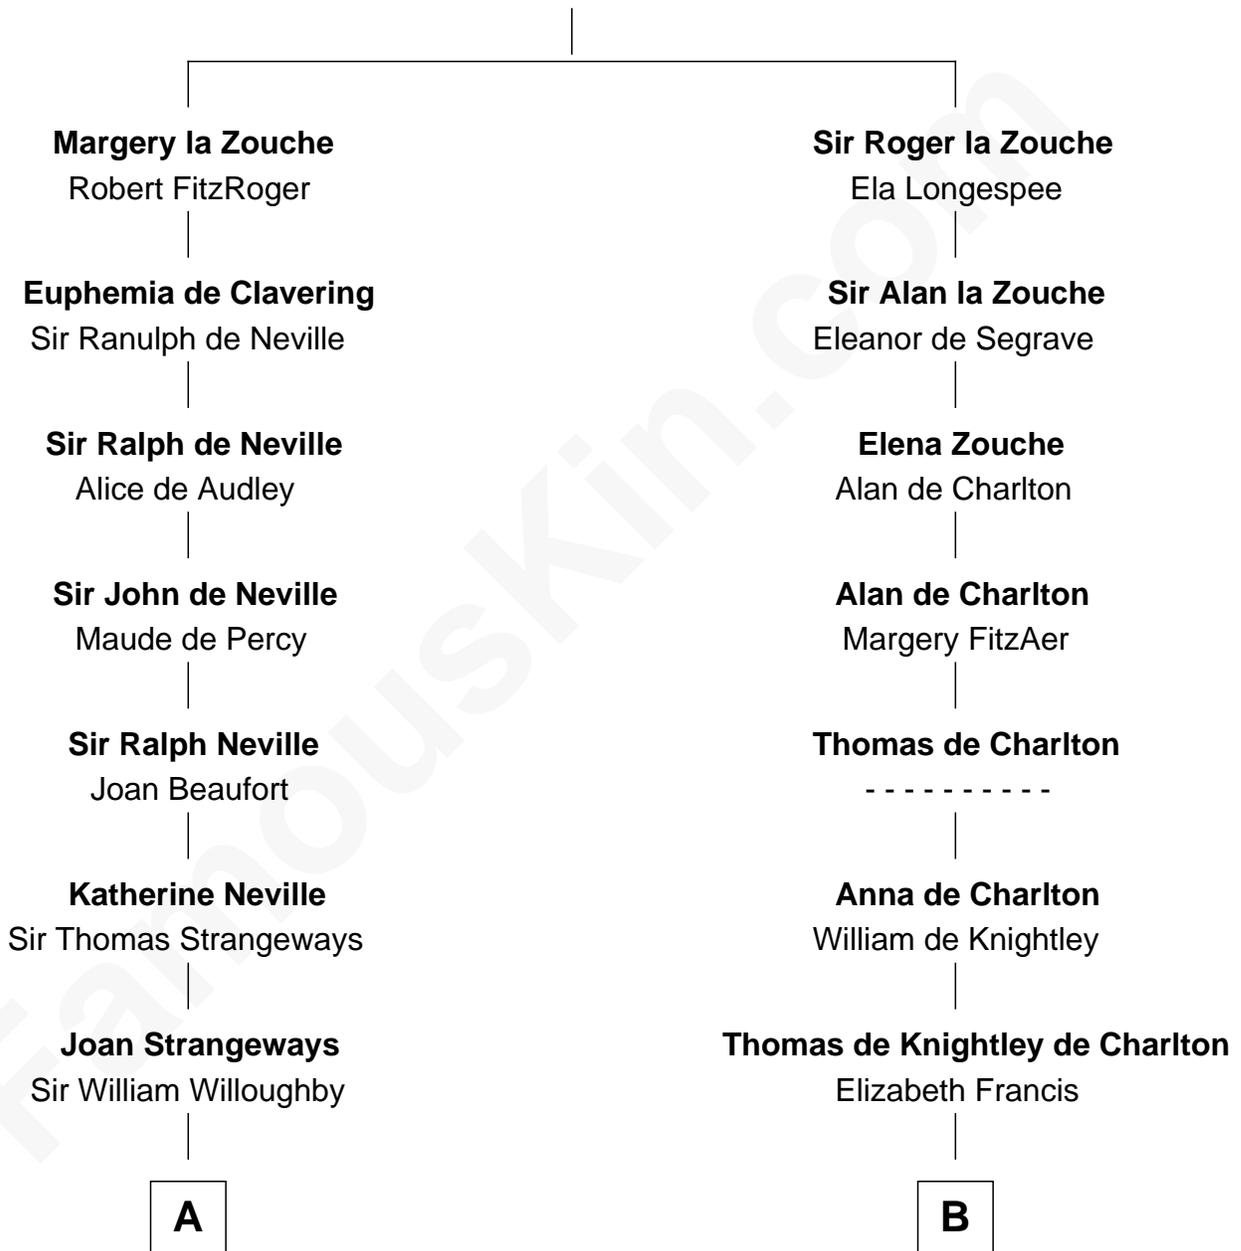 Margery la Zouche
Robert FitzRoger
Sir Roger la Zouche
Ela Longespee
Euphemia de Clavering
Sir Ranulph de Neville
Sir Alan la Zouche
Eleanor de Segrave
Sir Ralph de Neville
Alice de Audley
Elena Zouche
Alan de Charlton
Sir John de Neville
Maude de Percy
Alan de Charlton
Margery FitzAer
Sir Ralph Neville
Joan Beaufort
Thomas de Charlton
- - - - - - - - - -
Katherine Neville
Sir Thomas Strangeways
Anna de Charlton
William de Knightley
Joan Strangeways
Sir William Willoughby
Thomas de Knightley de Charlton
Elizabeth Francis
A
B
FamousKin.com